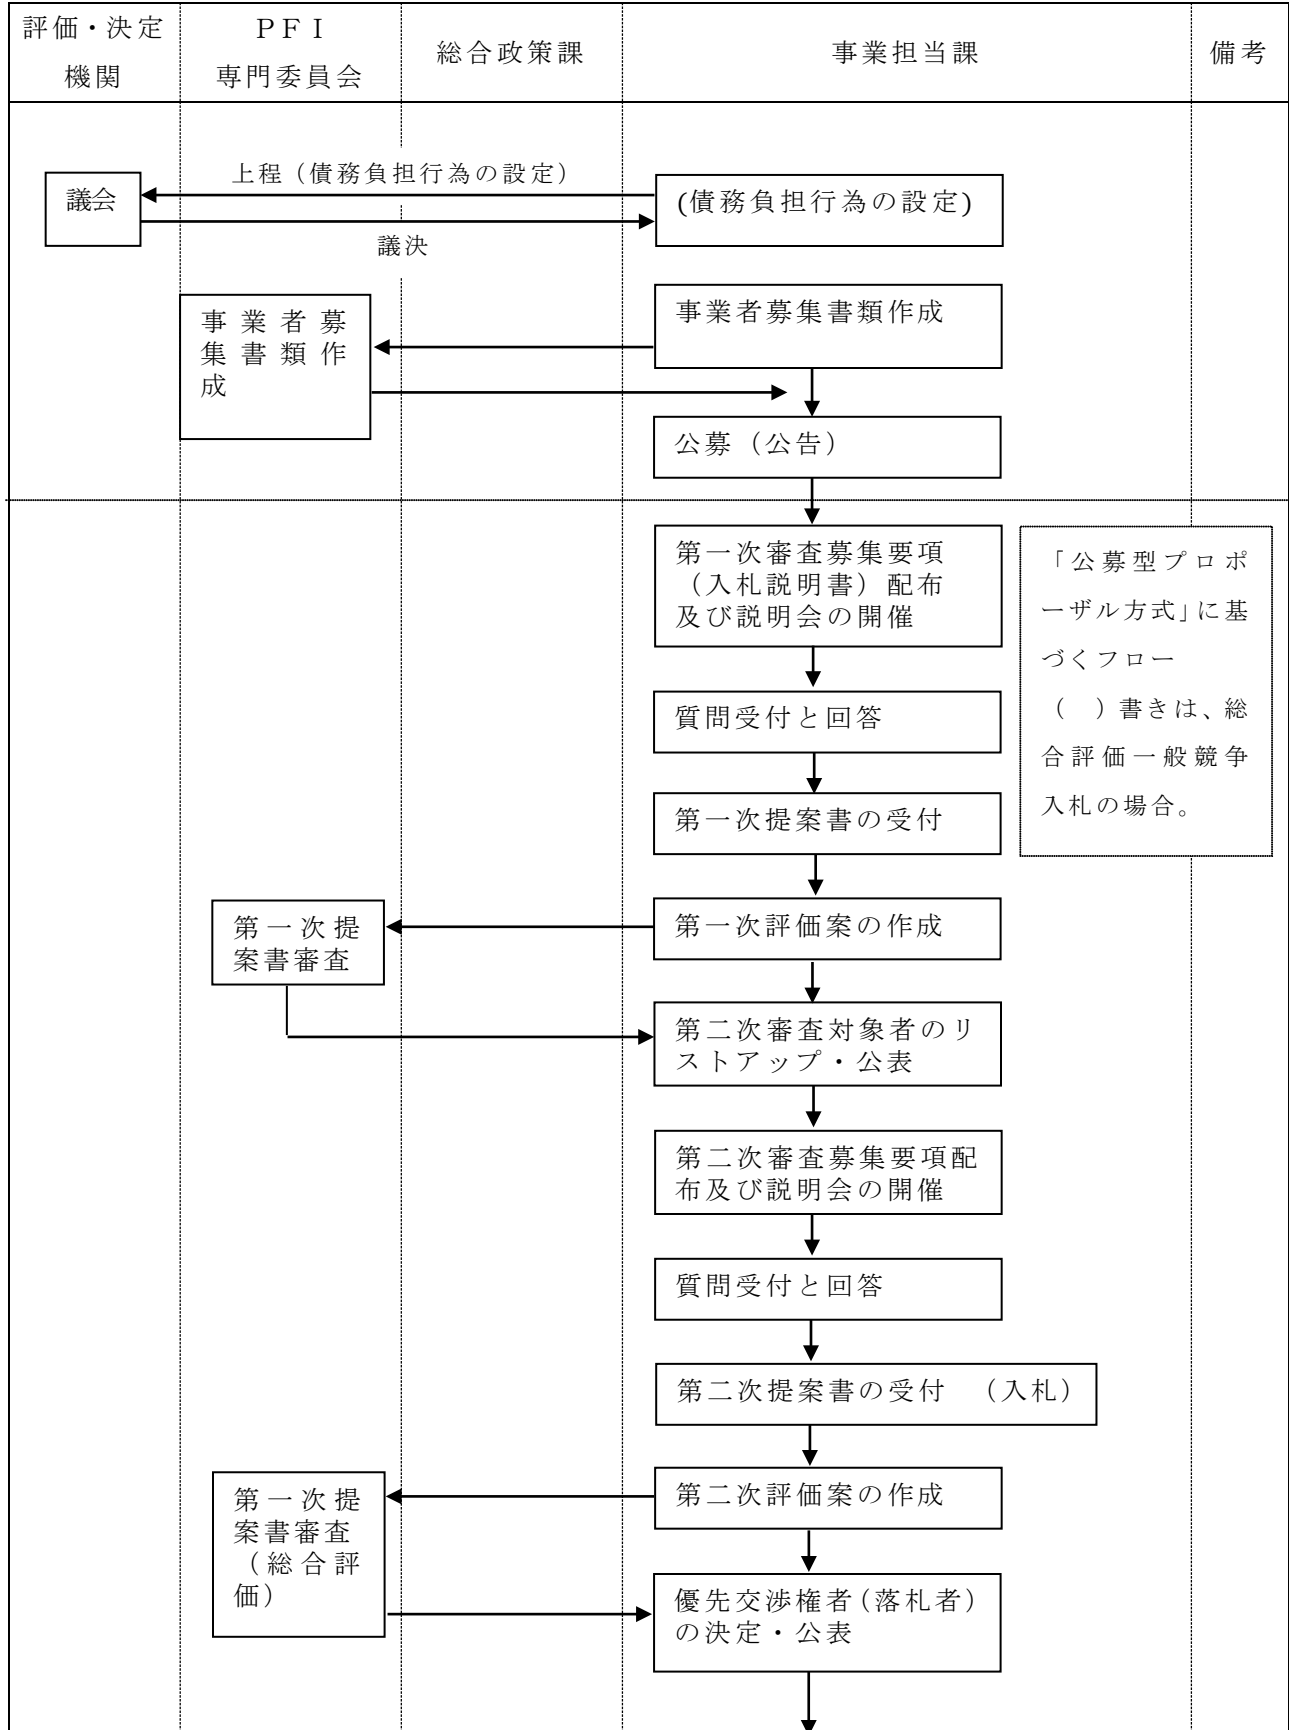 評価・決定
機関
ＰＦＩ
専門委員会
総合政策課
事業担当課
備考
上程（債務負担行為の設定）
議会
(債務負担行為の設定)
議決
事業者募
集書類作
成
事業者募集書類作成
公募（公告）
第一次審査募集要項
（入札説明書）配布
及び説明会の開催
「公募型プロポ
ーザル方式」に基
づくフロー
（　）書きは、総
合評価一般競争
入札の場合。
質問受付と回答
第一次提案書の受付
第一次提
案書審査
第一次評価案の作成
第二次審査対象者のリ
ストアップ・公表
第二次審査募集要項配
布及び説明会の開催
質問受付と回答
第二次提案書の受付　（入札）
第一次提
案書審査
（総合評
価）
第二次評価案の作成
優先交渉権者（落札者）
の決定・公表